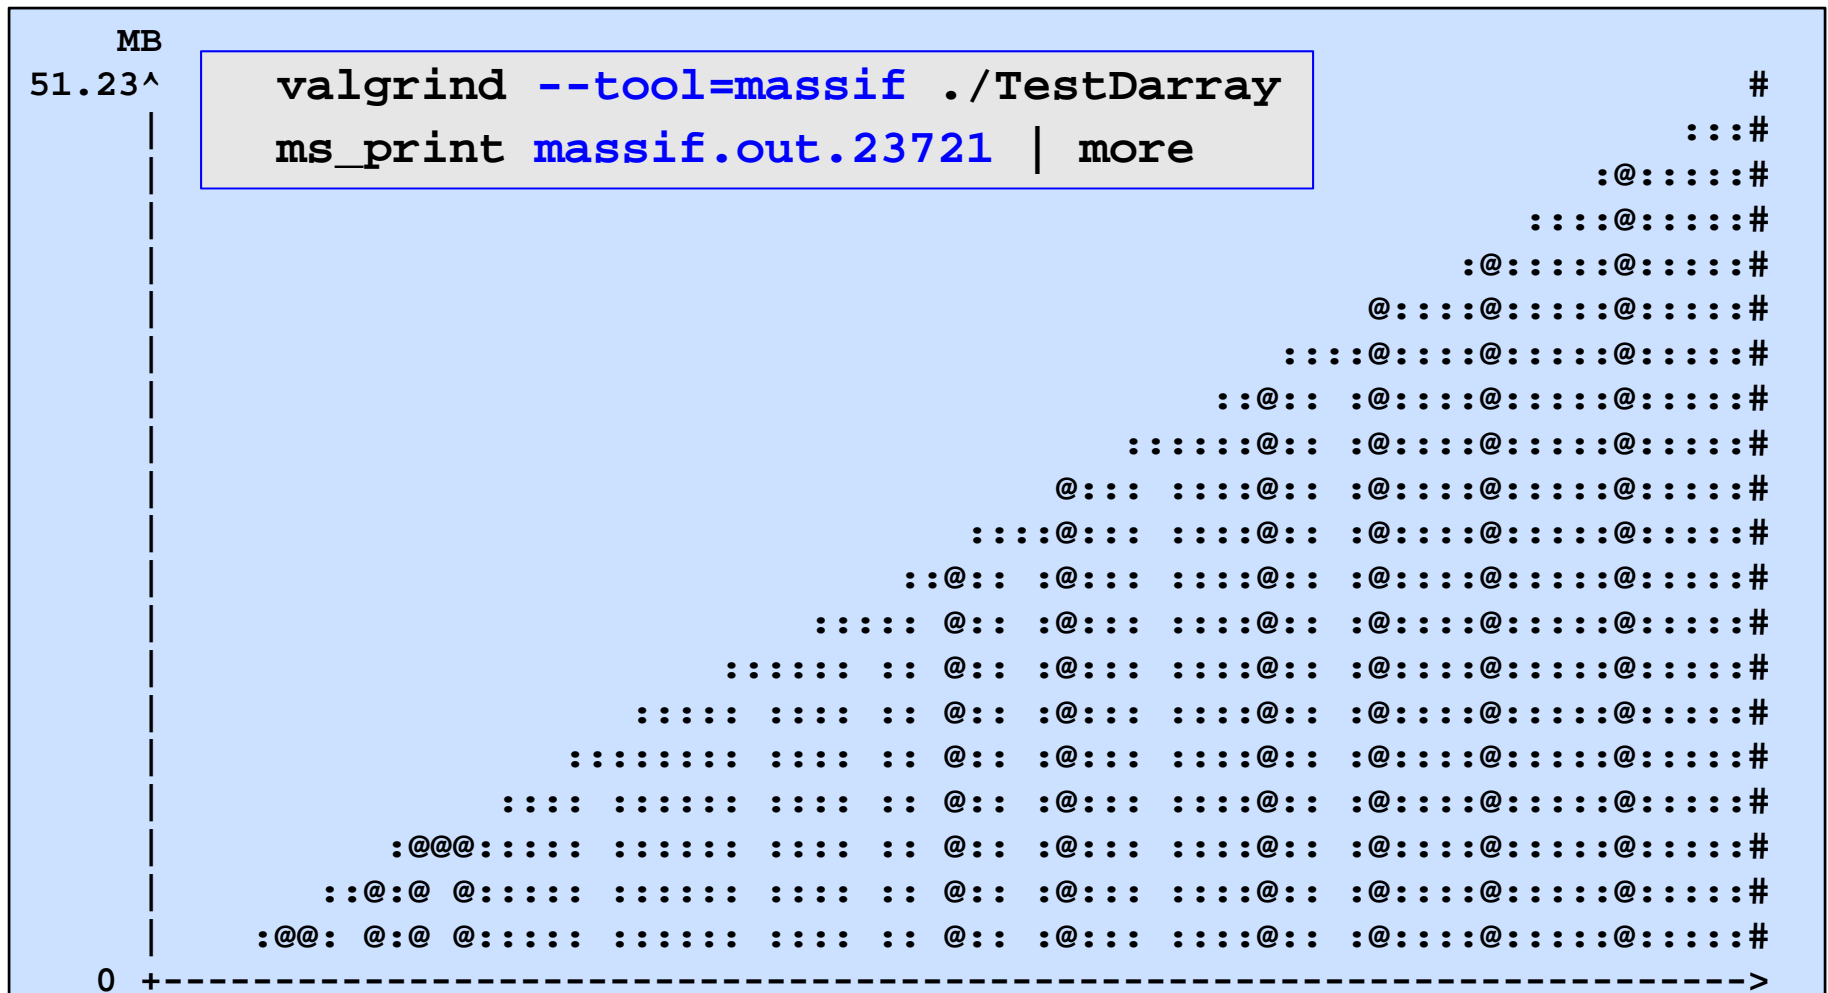 MB
51.23^ #
valgrind --tool=massif ./TestDarray
| :::#
ms_print massif.out.23721 | more
| :@:::::#
| ::::@:::::#
| :@:::::@:::::#
| @::::@:::::@:::::#
| ::::@::::@:::::@:::::#
| ::@:: :@::::@:::::@:::::#
| ::::::@:: :@::::@:::::@:::::#
| @::: ::::@:: :@::::@:::::@:::::#
| ::::@::: ::::@:: :@::::@:::::@:::::#
| ::@:: :@::: ::::@:: :@::::@:::::@:::::#
| ::::: @:: :@::: ::::@:: :@::::@:::::@:::::#
| :::::: :: @:: :@::: ::::@:: :@::::@:::::@:::::#
| ::::: :::: :: @:: :@::: ::::@:: :@::::@:::::@:::::#
| :::::::: :::: :: @:: :@::: ::::@:: :@::::@:::::@:::::#
| :::: :::::: :::: :: @:: :@::: ::::@:: :@::::@:::::@:::::#
| :@@@::::: :::::: :::: :: @:: :@::: ::::@:: :@::::@:::::@:::::#
| ::@:@ @::::: :::::: :::: :: @:: :@::: ::::@:: :@::::@:::::@:::::#
| :@@: @:@ @::::: :::::: :::: :: @:: :@::: ::::@:: :@::::@:::::@:::::#
0 +----------------------------------------------------------------------->